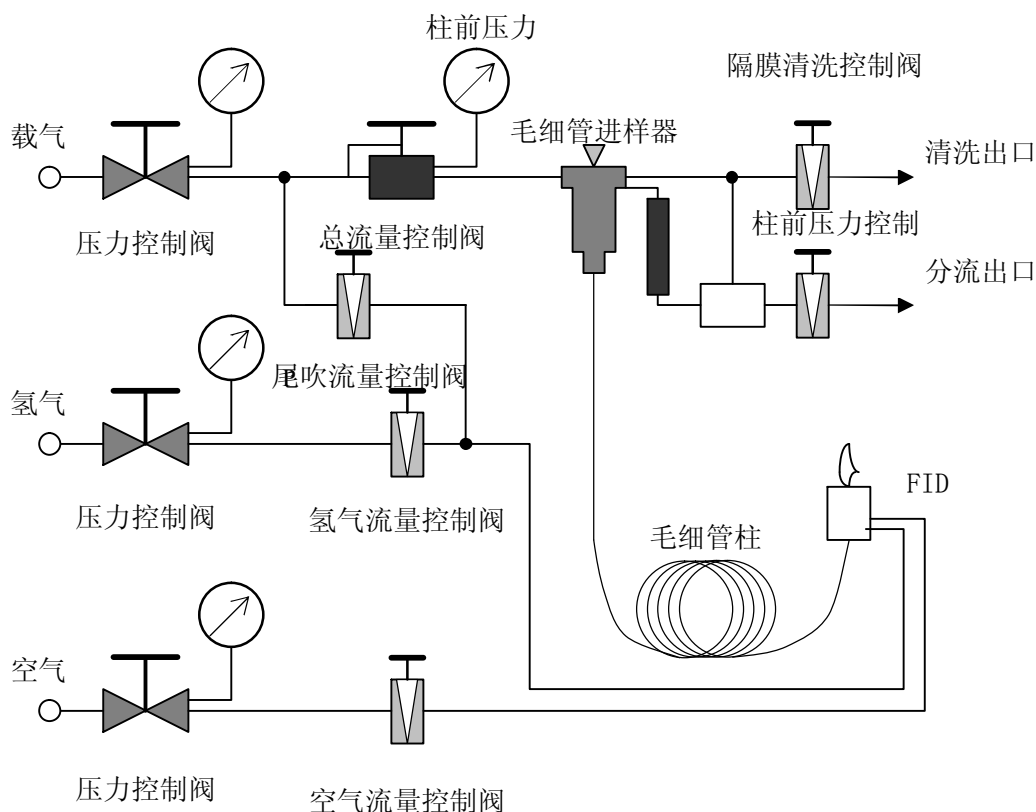 柱前压力
隔膜清洗控制阀
载气
毛细管进样器
清洗出口
压力控制阀
总流量控制阀
柱前压力控制
分流出口
尾吹流量控制阀
氢气
压力控制阀
氢气流量控制阀
FID
毛细管柱
空气
压力控制阀
空气流量控制阀